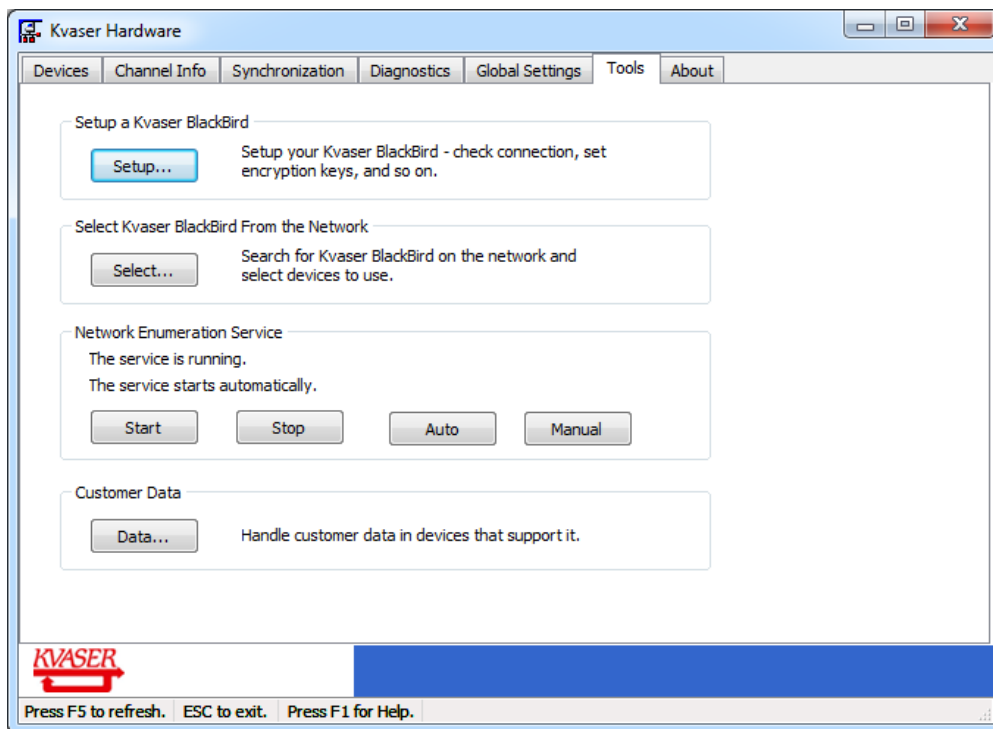 Kvaser Hardware
Devices Channel Info Synchronization Diagnostics Global Settings Tools About
Setup a Kvaser BlackBird
Setup...
Setup your Kvaser BlackBird - check connection, set
encryption keys, and so on.
Select Kvaser BlackBird From the Network
Select...
Search for Kvaser BlackBird on the network and
select devices to use.
Network Enumeration Service
The service is running.
The service starts automatically.
Start Stop Auto Manual
Customer Data
Data...
Handle customer data in devices that support it.
KVASER
Press F5 to refresh. ESC to exit. Press F1 for Help.